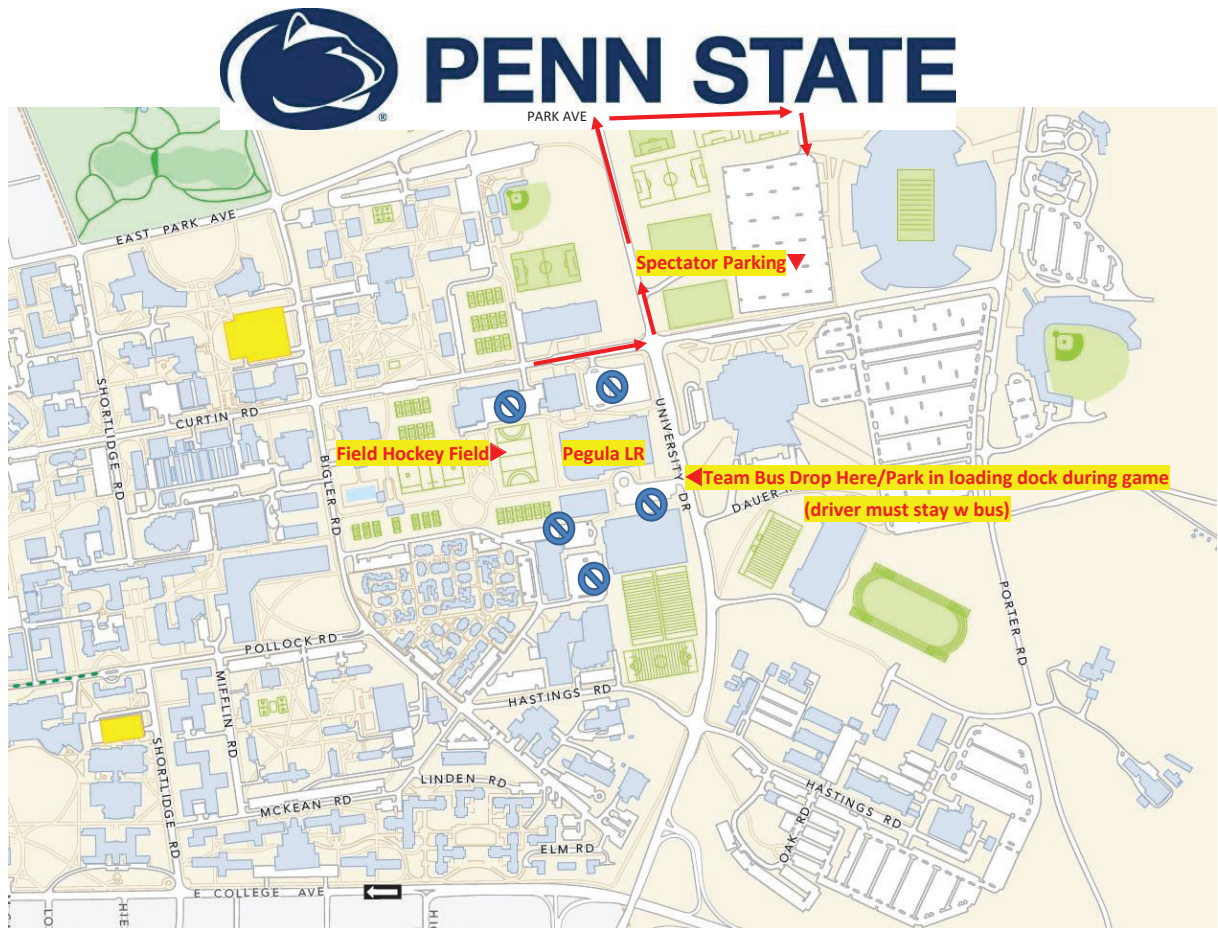 PENN STATE
®
PARK AVE
EAST PARK AVE
Spectator Parking
SHORTLIDGE RD
CURTIN RD
BIGLER RD
UNIVERSITY DR
Field Hockey Field
Pegula LR
Team Bus Drop Here/Park in loading dock during game
(driver must stay w bus)
DAUER
PORTER RD
POLLOCK RD
MIFFLIN RD
HASTINGS RD
SHORTLIDGE RD
LINDEN RD
MCKEAN RD
HASTINGS RD
OAK RD
ELM RD
E COLLEGE AVE